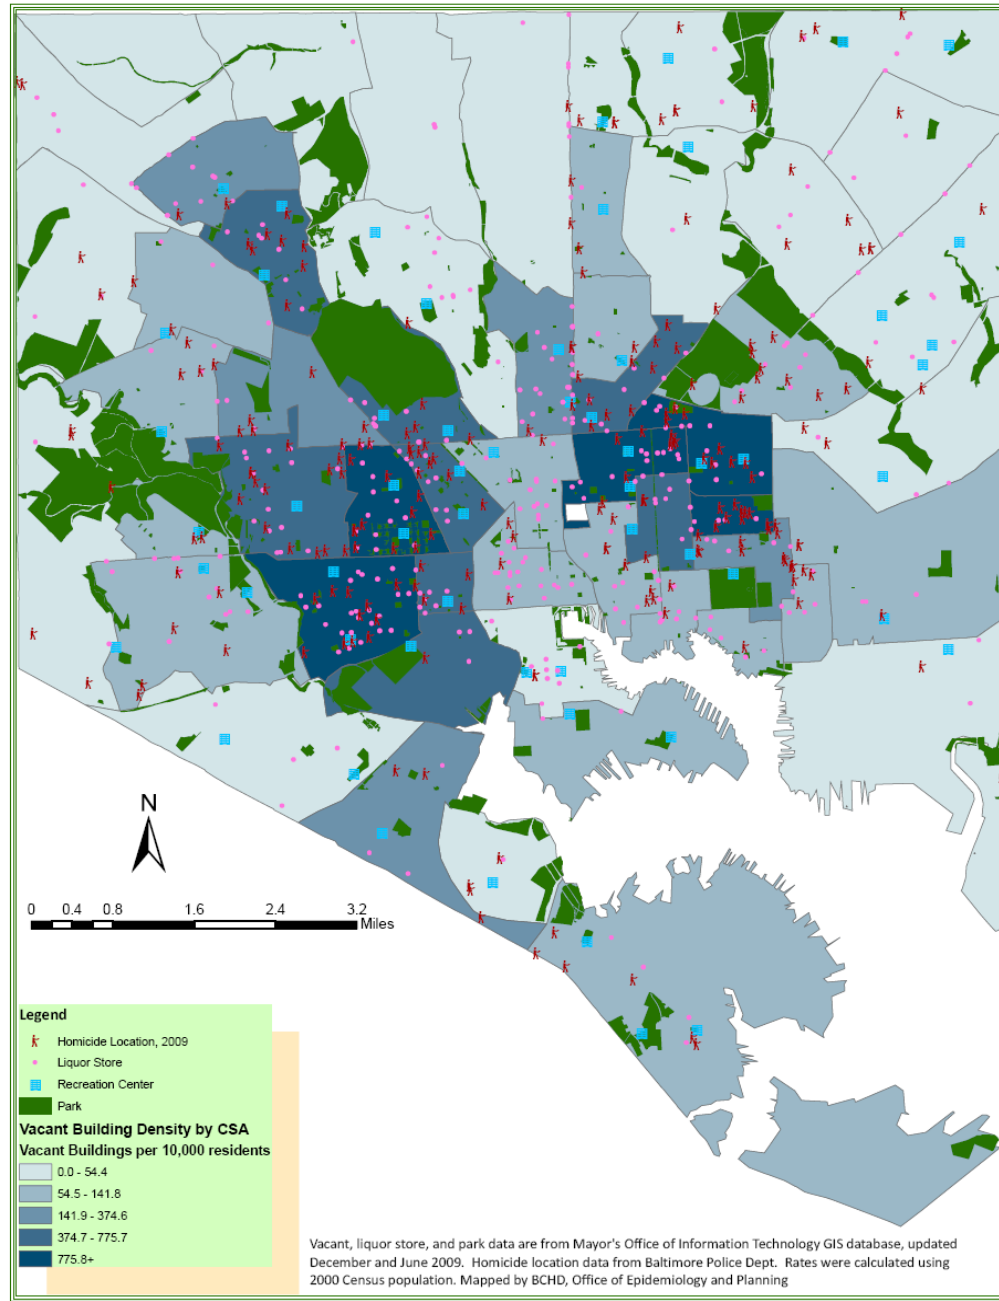 N
0 0.4 0.8 1.6 2.4 3.2
Miles
Legend
Homicide Location, 2009
Liquor Store
Recreation Center
Park
Vacant Building Density by CSA
Vacant Buildings per 10,000 residents
0.0 - 54.4
54.5 - 141.8
141.9 - 374.6
374.7 - 775.7
775.8+
Vacant, liquor store, and park data are from Mayor's Office of Information Technology GIS database, updated
December and June 2009. Homicide location data from Baltimore Police Dept. Rates were calculated using
2000 Census population. Mapped by BCHD, Office of Epidemiology and Planning